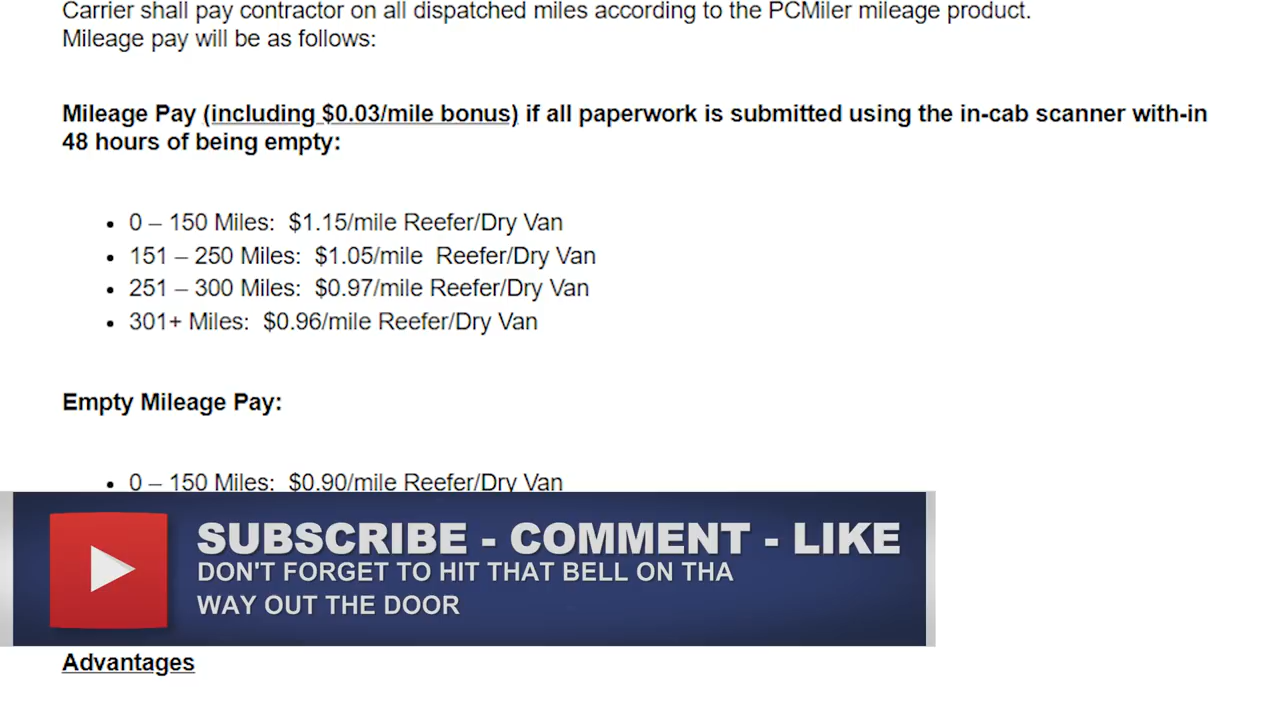 Carrier shall pay contractor on all dispatched miles according to the PCMiler mileage product.
Mileage pay will be as follows:
Mileage Pay (including $0.03/mile bonus) if all paperwork is submitted using the in-cab scanner with-in
48 hours of being empty:
• 0 – 150 Miles:  $1.15/mile Reefer/Dry Van
• 151 – 250 Miles:  $1.05/mile  Reefer/Dry Van
• 251 – 300 Miles:  $0.97/mile Reefer/Dry Van
• 301+ Miles:  $0.96/mile Reefer/Dry Van
Empty Mileage Pay:
• 0 – 150 Miles:  $0.90/mile Reefer/Dry Van
SUBSCRIBE - COMMENT - LIKE
DON'T FORGET TO HIT THAT BELL ON THA
WAY OUT THE DOOR
Advantages